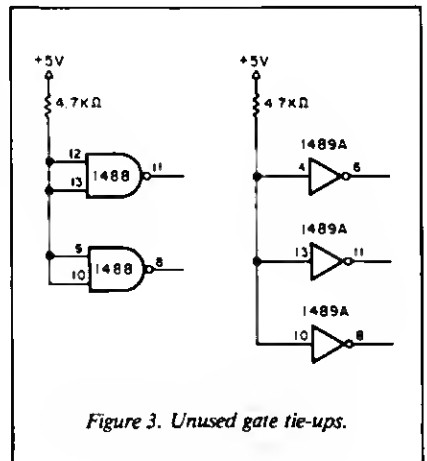 +5V
4.7KΩ
12
13
1488
11
9
10
1488
8
+5V
4.7KΩ
1489A
4
6
1489A
13
11
1489A
10
8
Figure 3. Unused gate tie-ups.